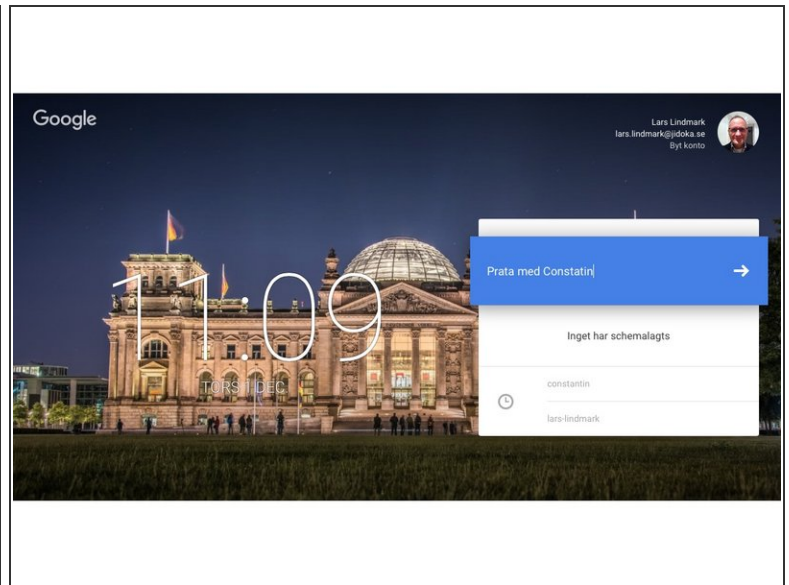 Google
Lars Lindmark
lars.lindmark@jidoka.se
Byt konto
Prata med Constatin
11:09
TORS 1 DEC
Inget har schemalagts
constantin
lars-lindmark